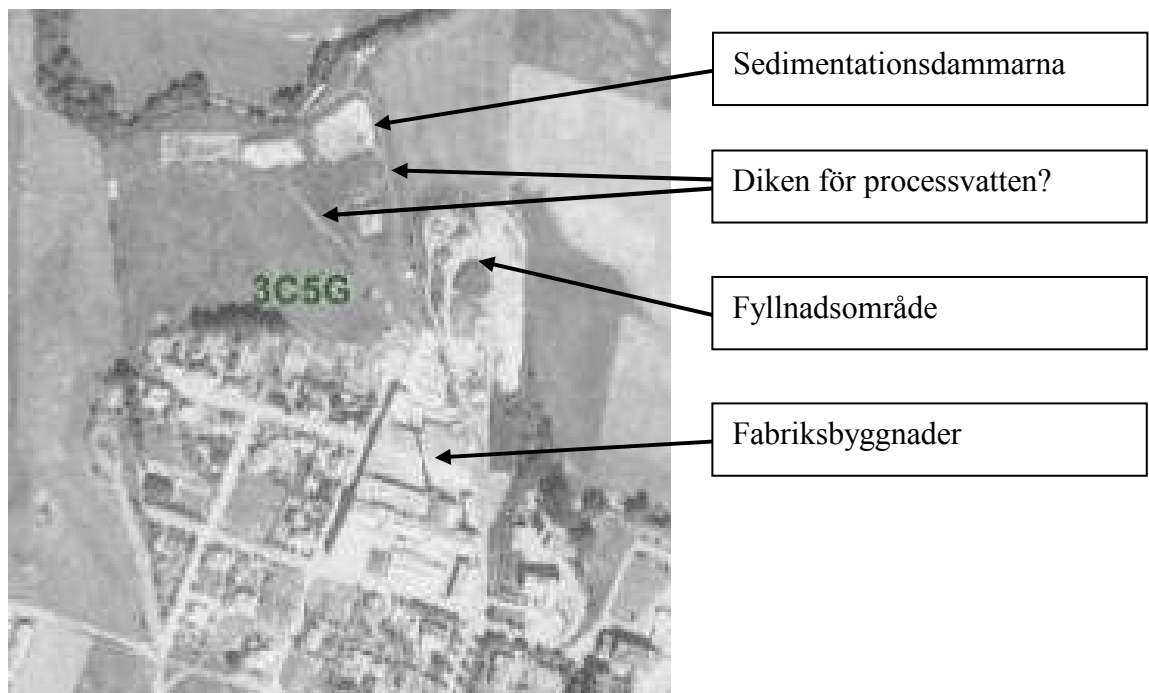 Sedimentationsdammarna
Diken för processvatten?
3C5G
Fyllnadsområde
Fabriksbyggnader